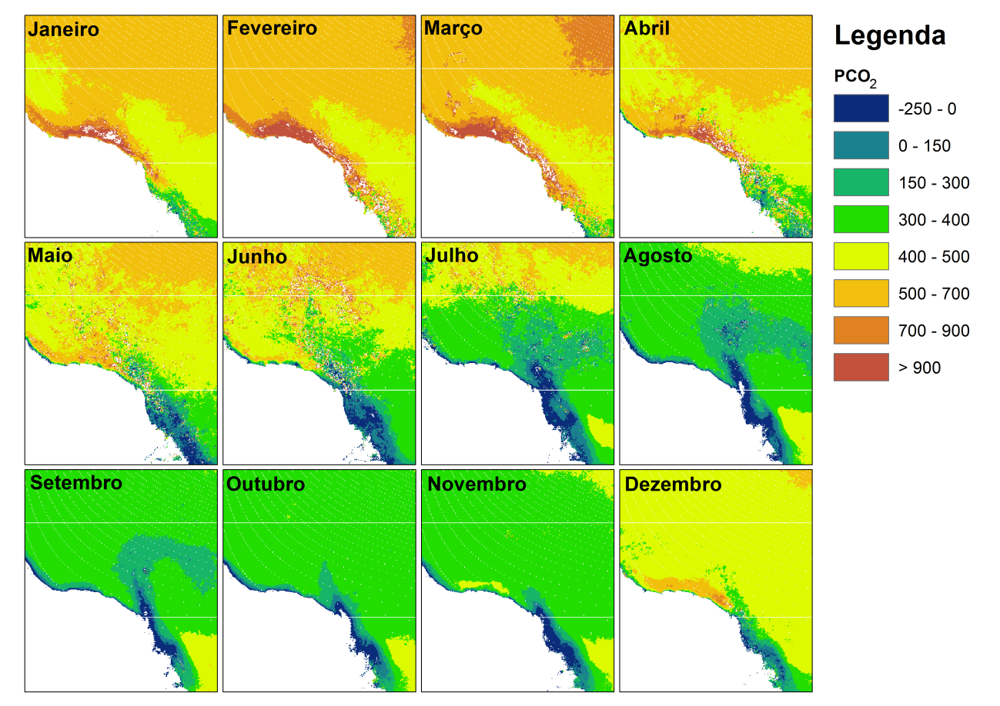 Janeiro
Fevereiro
Março
Abril
Legenda
PCO2
-250 - 0
0 - 150
150 - 300
300 - 400
400 - 500
500 - 700
700 - 900
> 900
Maio
Junho
Julho
Agosto
Setembro
Outubro
Novembro
Dezembro